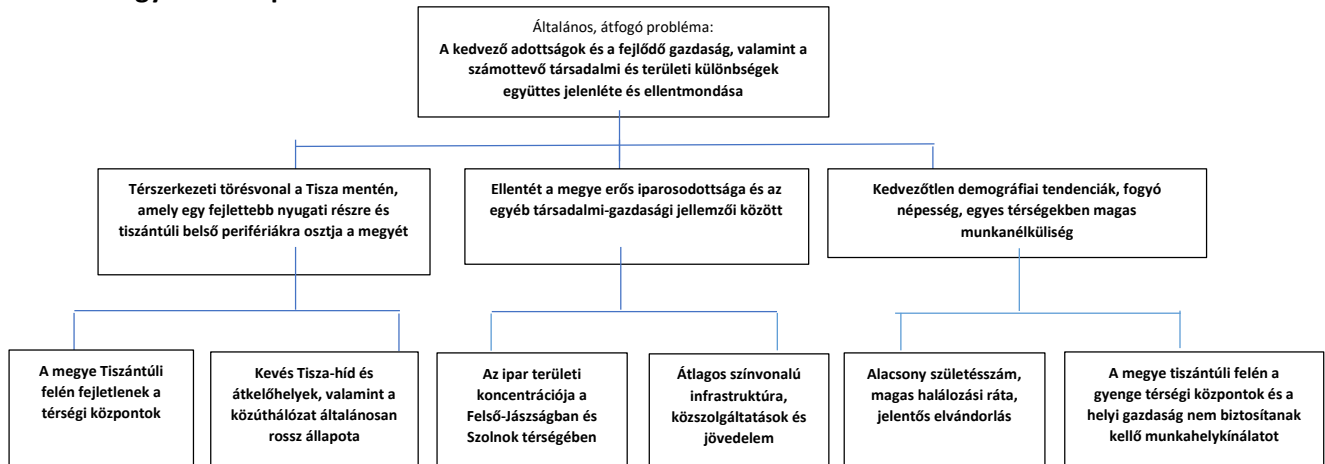 Általános, átfogó probléma:
A kedvező adottságok és a fejlődő gazdaság, valamint a
számottevő társadalmi és területi különbségek
együttes jelenléte és ellentmondása
Térszerkezeti törésvonal a Tisza mentén,
amely egy fejlettebb nyugati részre és
tiszántúli belső perifériákra osztja a megyét
Ellentét a megye erős iparosodottsága és az
egyéb társadalmi-gazdasági jellemzői között
Kedvezőtlen demográfiai tendenciák, fogyó
népesség, egyes térségekben magas
munkanélküliség
A megye Tiszántúli
felén fejletlenek a
térségi központok
Kevés Tisza-híd és
átkelőhelyek, valamint a
közúthálózat általánosan
rossz állapota
Az ipar területi
koncentrációja a
Felső-Jászságban és
Szolnok térségében
Átlagos színvonalú
infrastruktúra,
közszolgáltatások és
jövedelem
Alacsony születésszám,
magas halálozási ráta,
jelentős elvándorlás
A megye tiszántúli felén a
gyenge térségi központok és a
helyi gazdaság nem biztosítanak
kellő munkahelykínálatot